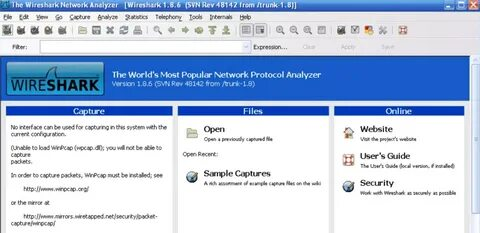 The Wireshark Network Analyzer [Wireshark 1.8.6 (SVN Rev 48142 from /trunk-1.8)]
File Edit View Go Capture Analyze Statistics Telephony Tools Internals Help
Filter: Expression... Clear Apply Save
WIRESHARK
The World's Most Popular Network Protocol Analyzer
Version 1.8.6 (SVN Rev 48142 from /trunk-1.8)
Capture
No interface can be used for capturing in this system with the
current configuration.
(Unable to load WinPcap (wpcap.dll); you will not be able to
capture
packets.
In order to capture packets, WinPcap must be installed; see
http://www.winpcap.org/
or the mirror at
http://www.mirrors.wiretapped.net/security/packet-
capture/winpcap/
Files
Open
Open a previously captured file
Open Recent:
Sample Captures
A rich assortment of example capture files on the wiki
Online
Website
Visit the project's website
User's Guide
The User's Guide (local version, if installed)
Security
Work with Wireshark as securely as possible